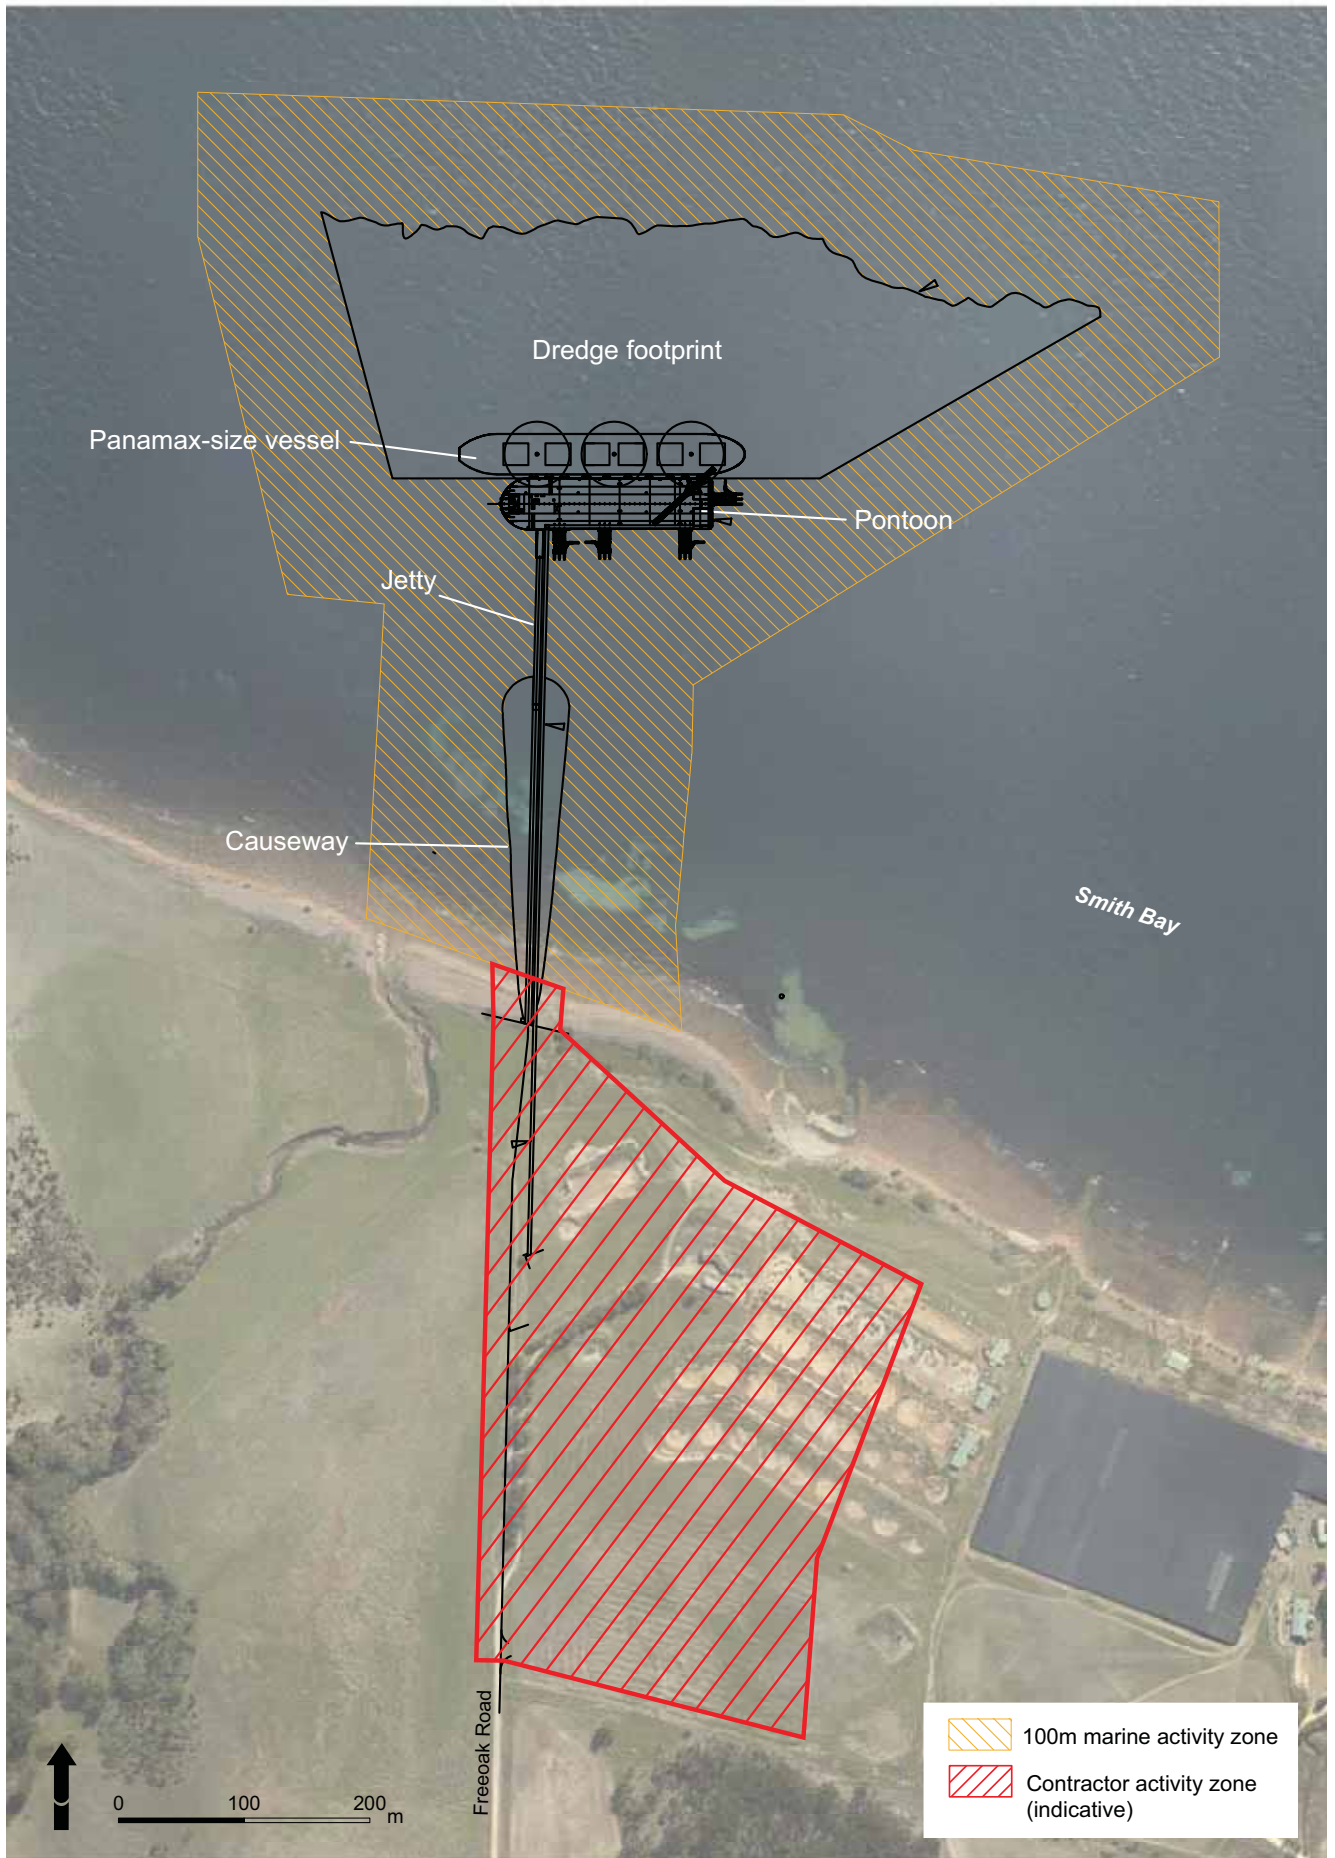 Dredge footprint
Panamax-size vessel
Pontoon
Jetty
Causeway
Smith Bay
Freeoak Road
0 100 200 m
100m marine activity zone
Contractor activity zone
(indicative)